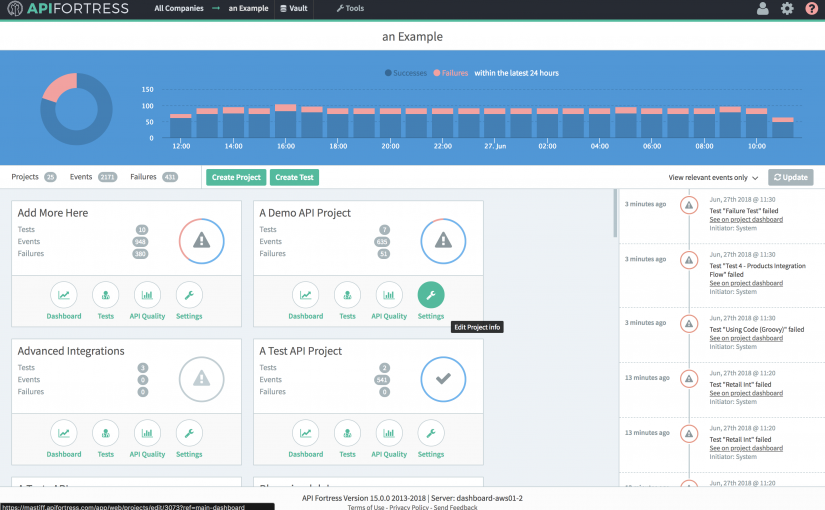 APIFORTRESS
All Companies → an Example
Vault
Tools
?
an Example
Successes Failures within the latest 24 hours
150
100
50
0
12:00 14:00 16:00 18:00 20:00 22:00 27. Jun 02:00 04:00 06:00 08:00 10:00
Projects 25 Events 2171 Failures 431 Create Project Create Test
View relevant events only Update
Add More Here
Tests 10
Events 948
Failures 380
Dashboard Tests API Quality Settings
A Demo API Project
Tests 7
Events 635
Failures 51
Dashboard Tests API Quality Settings
Edit Project info
Advanced Integrations
Tests 3
Events 0
Failures 0
Dashboard Tests API Quality Settings
A Test API Project
Tests 2
Events 541
Failures 0
Dashboard Tests API Quality Settings
3 minutes ago
Jun, 27th 2018 @ 11:30
Test "Failure Test" failed
See on project dashboard
Initiator: System
3 minutes ago
Jun, 27th 2018 @ 11:30
Test "Test 4 - Products Integration
Flow" failed
See on project dashboard
Initiator: System
3 minutes ago
Jun, 27th 2018 @ 11:30
Test "Using Code (Groovy)" failed
See on project dashboard
Initiator: System
13 minutes ago
Jun, 27th 2018 @ 11:20
Test "Retail Int" failed
See on project dashboard
Initiator: System
13 minutes ago
Jun, 27th 2018 @ 11:20
Test "Retail Int" failed
See on project dashboard
Initiator: System
API Fortress Version 15.0.0 2013-2018 | Server: dashboard-aws01-2
Terms of Use - Privacy Policy - Send Feedback
https://mastiff.apifortress.com/app/web/projects/edit/3073?ref=main-dashboard